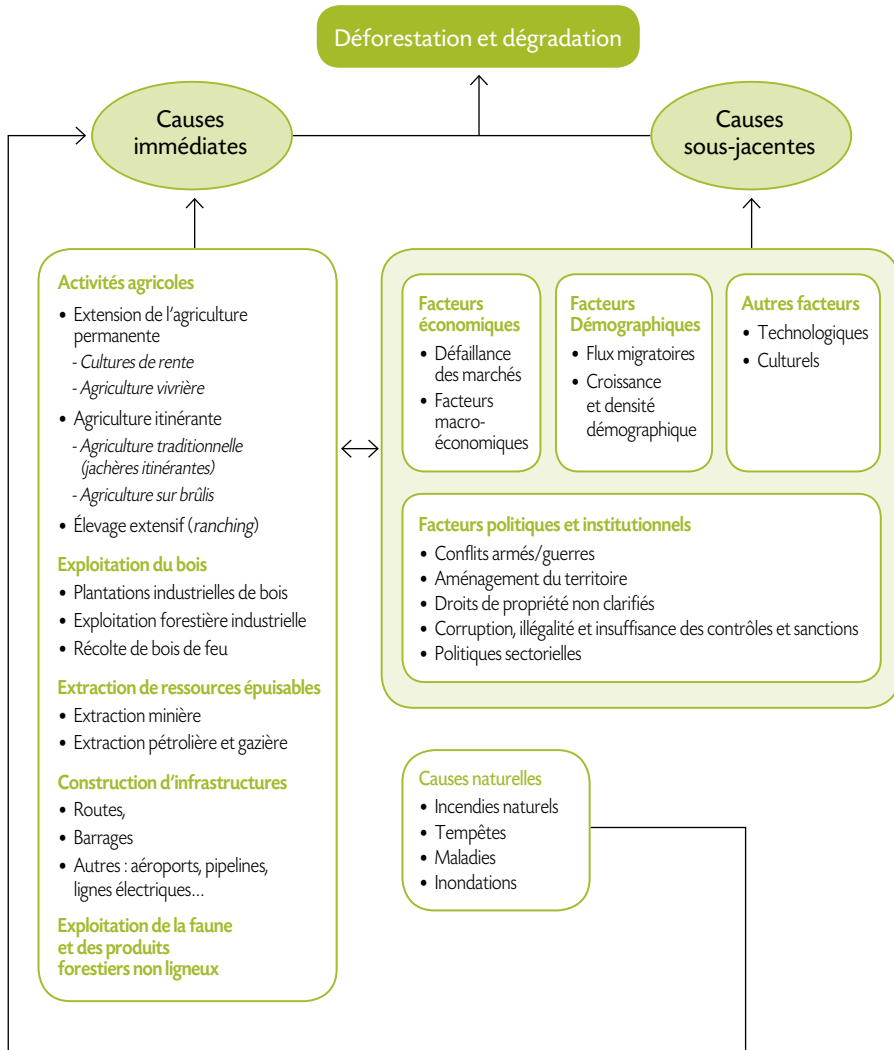 Déforestation et dégradation
Causes
immédiates
Causes
sous-jacentes
Activités agricoles
• Extension de l'agriculture
permanente
- Cultures de rente
- Agriculture vivrière
• Agriculture itinérante
- Agriculture traditionnelle
(jachères itinérantes)
- Agriculture sur brûlis
• Élevage extensif (ranching)
Exploitation du bois
• Plantations industrielles de bois
• Exploitation forestière industrielle
• Récolte de bois de feu
Extraction de ressources épuisables
• Extraction minière
• Extraction pétrolière et gazière
Construction d'infrastructures
• Routes,
• Barrages
• Autres : aéroports, pipelines,
lignes électriques...
Exploitation de la faune
et des produits
forestiers non ligneux
Facteurs
économiques
• Défaillance
des marchés
• Facteurs
macro-
économiques
Facteurs
Démographiques
• Flux migratoires
• Croissance
et densité
démographique
Autres facteurs
• Technologiques
• Culturels
Facteurs politiques et institutionnels
• Conflits armés/guerres
• Aménagement du territoire
• Droits de propriété non clarifiés
• Corruption, illégalité et insuffisance des contrôles et sanctions
• Politiques sectorielles
Causes naturelles
• Incendies naturels
• Tempêtes
• Maladies
• Inondations